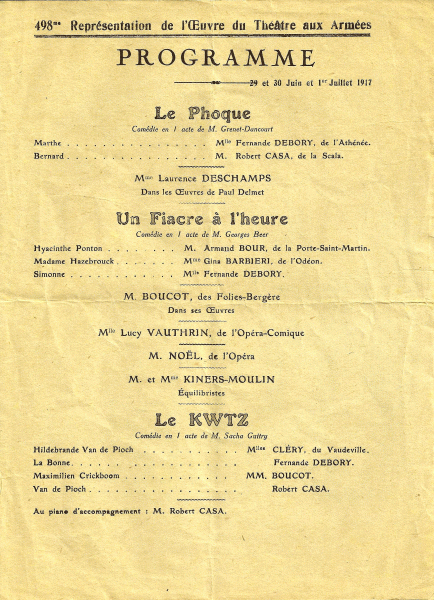 498me Représentation de l'Œuvre du Théâtre aux Armées
PROGRAMME
29 et 30 Juin et 1er Juillet 1917
Le Phoque
Comédie en 1 acte de M. Grenet-Dancourt
Marthe . . . . . . . . . . . . . . . . Mlle Fernande DEBORY, de l'Athénée.
Bernard . . . . . . . . . . . . . . . . M. Robert CASA, de la Scala.
Mme Laurence DESCHAMPS
Dans les Œuvres de Paul Delmet
Un Fiacre à l'heure
Comédie en 1 acte de M. Georges Beer
Hyacinthe Ponton . . . . . . . . M. Armand BOUR, de la Porte-Saint-Martin.
Madame Hazebrouck . . . . . . . Mme Gina BARBIERI, de l'Odéon.
Simonne . . . . . . . . . . . . Mlle Fernande DEBORY.
M. BOUCOT, des Folies-Bergère
Dans ses Œuvres
Mlle Lucy VAUTHRIN, de l'Opéra-Comique
M. NOËL, de l'Opéra
M. et Mme KINERS-MOULIN
Équilibristes
Le KWTZ
Comédie en 1 acte de M. Sacha Guitry
Hildebrande Van de Pioch . . . . . . . . . . Mlles CLÉRY, du Vaudeville.
La Bonne. . . . . . . . . . . . . . . Fernande DEBORY.
Maximilien Crickboom . . . . . . . . . . . MM. BOUCOT.
Van de Pioch . . . . . . . . . . . . . . Robert CASA.
Au piano d'accompagnement : M. Robert CASA.